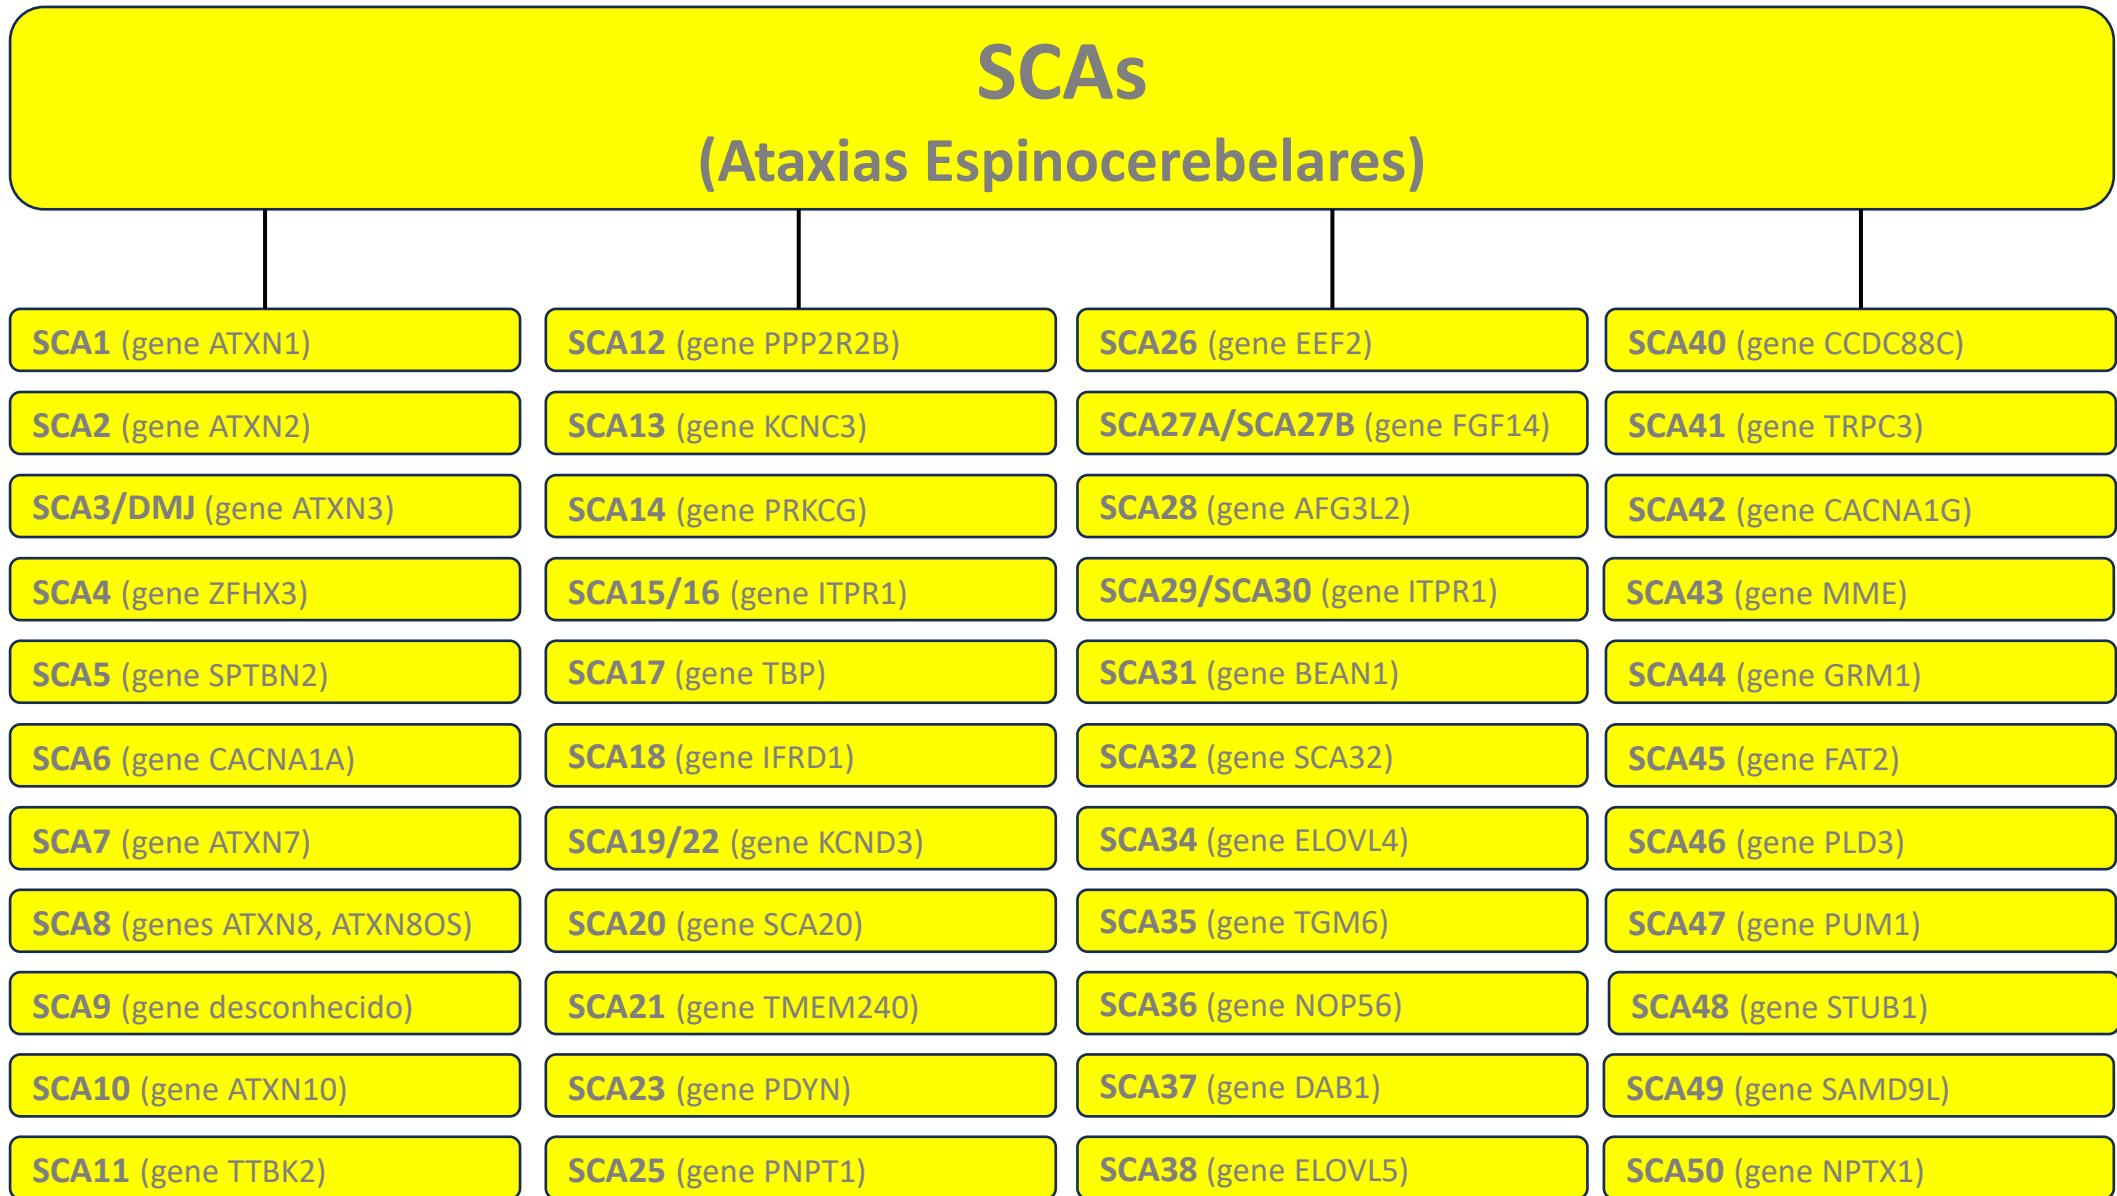 SCAs
(Ataxias Espinocerebelares)
SCA1 (gene ATXN1)
SCA2 (gene ATXN2)
SCA3/DMJ (gene ATXN3)
SCA4 (gene ZFHX3)
SCA5 (gene SPTBN2)
SCA6 (gene CACNA1A)
SCA7 (gene ATXN7)
SCA8 (genes ATXN8, ATXN8OS)
SCA9 (gene desconhecido)
SCA10 (gene ATXN10)
SCA11 (gene TTBK2)
SCA12 (gene PPP2R2B)
SCA13 (gene KCNC3)
SCA14 (gene PRKCG)
SCA15/16 (gene ITPR1)
SCA17 (gene TBP)
SCA18 (gene IFRD1)
SCA19/22 (gene KCND3)
SCA20 (gene SCA20)
SCA21 (gene TMEM240)
SCA23 (gene PDYN)
SCA25 (gene PNPT1)
SCA26 (gene EEF2)
SCA27A/SCA27B (gene FGF14)
SCA28 (gene AFG3L2)
SCA29/SCA30 (gene ITPR1)
SCA31 (gene BEAN1)
SCA32 (gene SCA32)
SCA34 (gene ELOVL4)
SCA35 (gene TGM6)
SCA36 (gene NOP56)
SCA37 (gene DAB1)
SCA38 (gene ELOVL5)
SCA40 (gene CCDC88C)
SCA41 (gene TRPC3)
SCA42 (gene CACNA1G)
SCA43 (gene MME)
SCA44 (gene GRM1)
SCA45 (gene FAT2)
SCA46 (gene PLD3)
SCA47 (gene PUM1)
SCA48 (gene STUB1)
SCA49 (gene SAMD9L)
SCA50 (gene NPTX1)